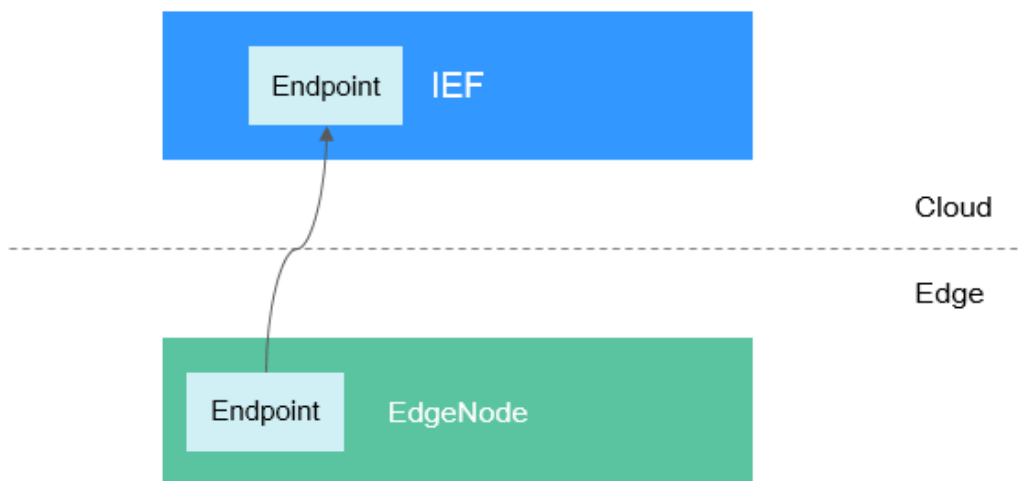 Endpoint
IEF
Cloud
Edge
Endpoint
EdgeNode